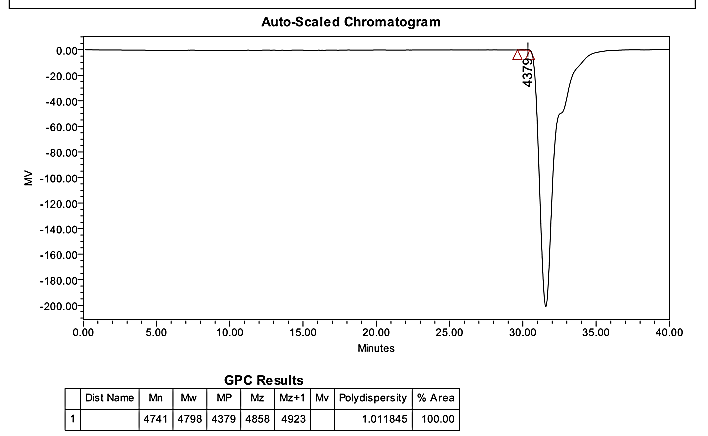 Auto-Scaled Chromatogram
0.00
-20.00
-40.00
-60.00
-80.00
-100.00
-120.00
-140.00
-160.00
-180.00
-200.00
MV
4379
0.00 5.00 10.00 15.00 20.00 25.00 30.00 35.00 40.00
Minutes
GPC Results
Dist Name Mn Mw MP Mz Mz+1 Mv Polydispersity % Area
1 4741 4798 4379 4858 4923 1.011845 100.00